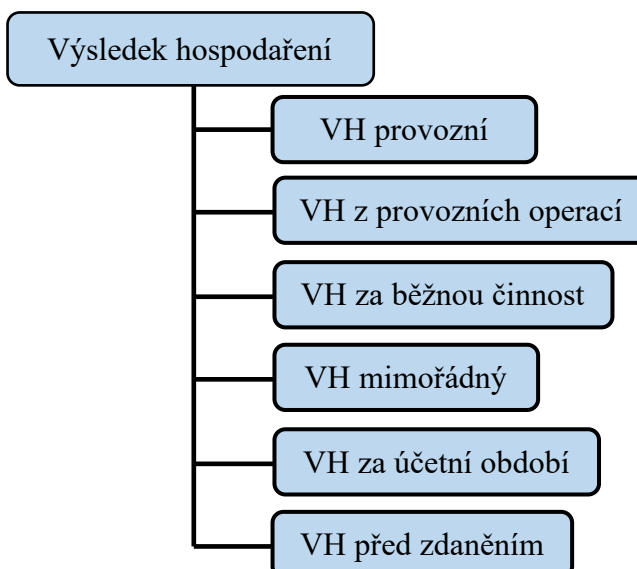 Výsledek hospodaření
VH provozní
VH z provozních operací
VH za běžnou činnost
VH mimořádný
VH za účetní období
VH před zdaněním